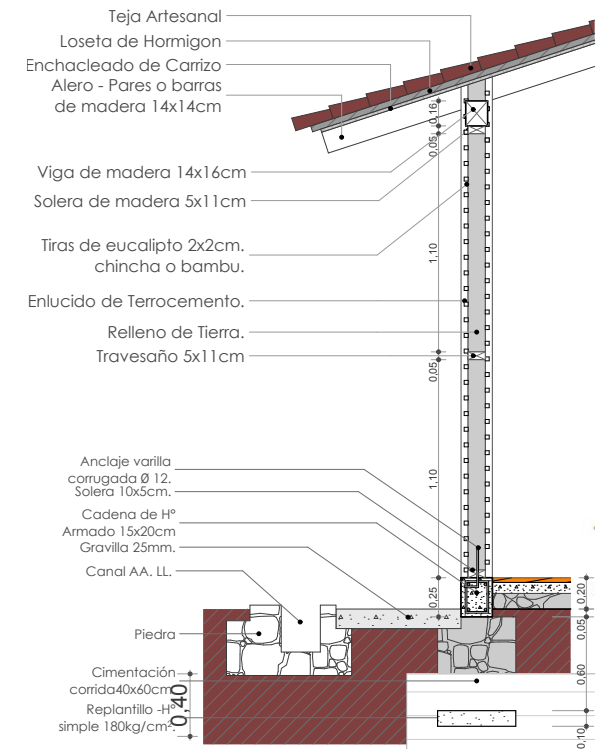 Teja Artesanal
Loseta de Hormigon
Enchacleado de Carrizo
Alero - Pares o barras
de madera 14x14cm
Viga de madera 14x16cm
Solera de madera 5x11cm
Tiras de eucalipto 2x2cm.
chincha o bambu.
Enlucido de Terrocemento.
Relleno de Tierra.
Travesaño 5x11cm
Anclaje varilla
corrugada Ø 12.
Solera 10x5cm.
Cadena de Hº
Armado 15x20cm
Gravilla 25mm.
Canal AA. LL.
Piedra
Cimentación
corrida40x60cm
Replantillo -Hº
simple 180kg/cm².
0,40
0,16
0,05
1,10
0,05
1,10
0,25
0,20
0,05
0,60
0,10